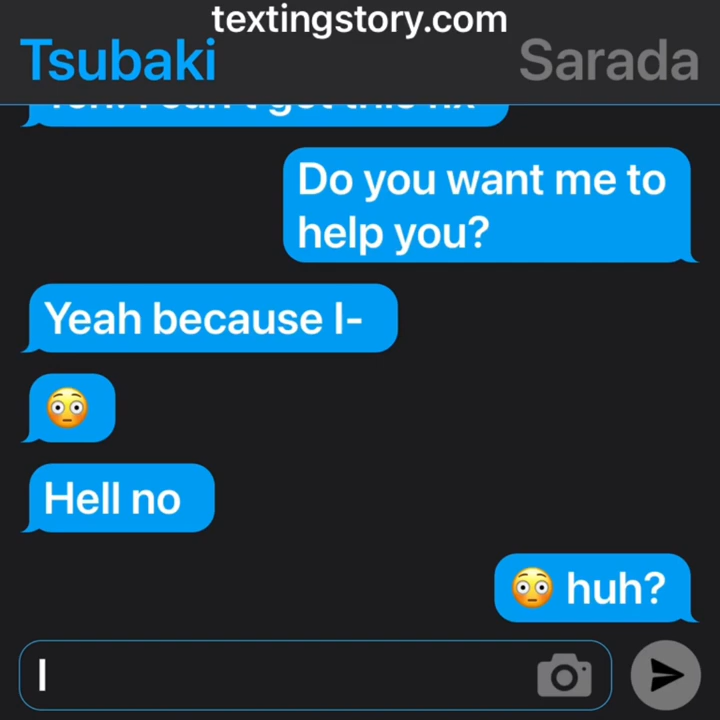 textingstory.com
Tsubaki
Sarada
Do you want me to
help you?
Yeah because I-
😳
Hell no
😳 huh?